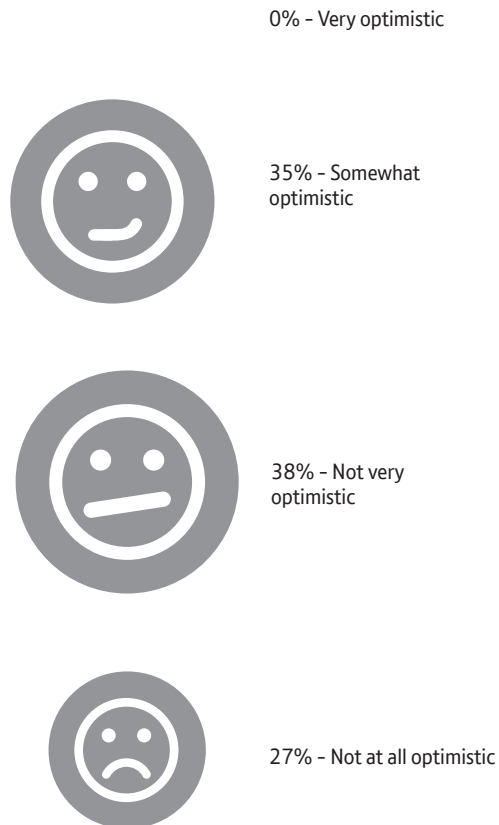 0% - Very optimistic
35% - Somewhat
optimistic
38% - Not very
optimistic
27% - Not at all optimistic